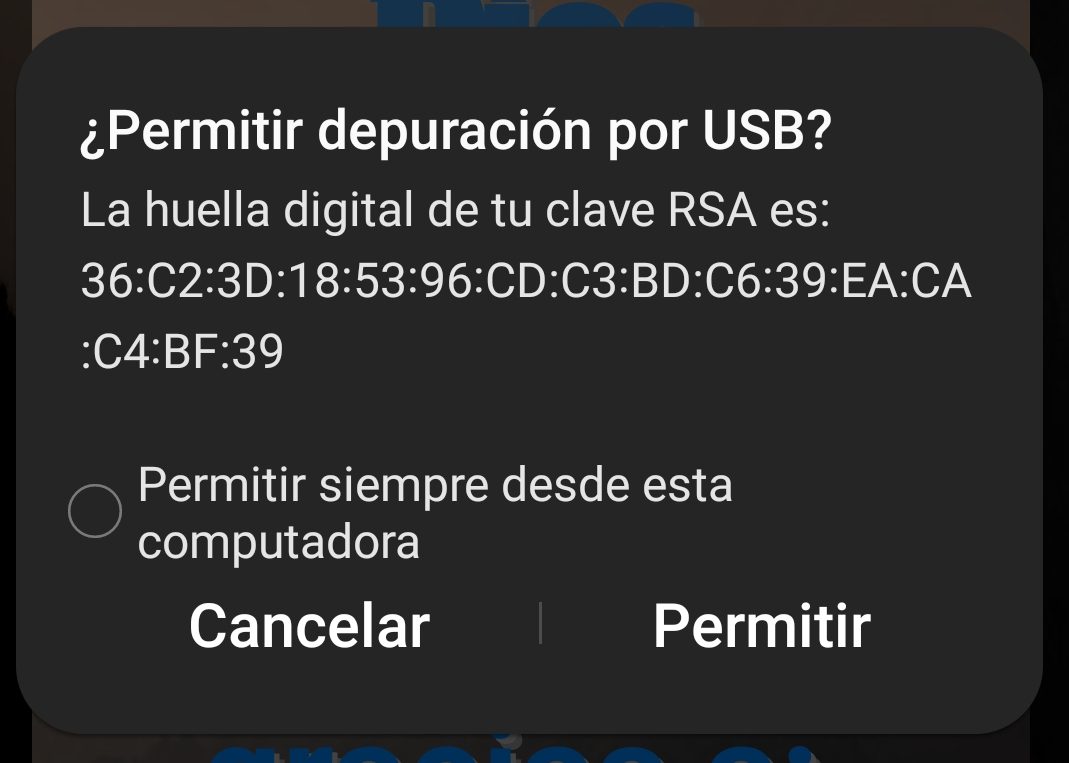 Dios
¿Permitir depuración por USB?
La huella digital de tu clave RSA es:
36:C2:3D:18:53:96:CD:C3:BD:C6:39:EA:CA
:C4:BF:39
Permitir siempre desde esta
computadora
Cancelar | Permitir